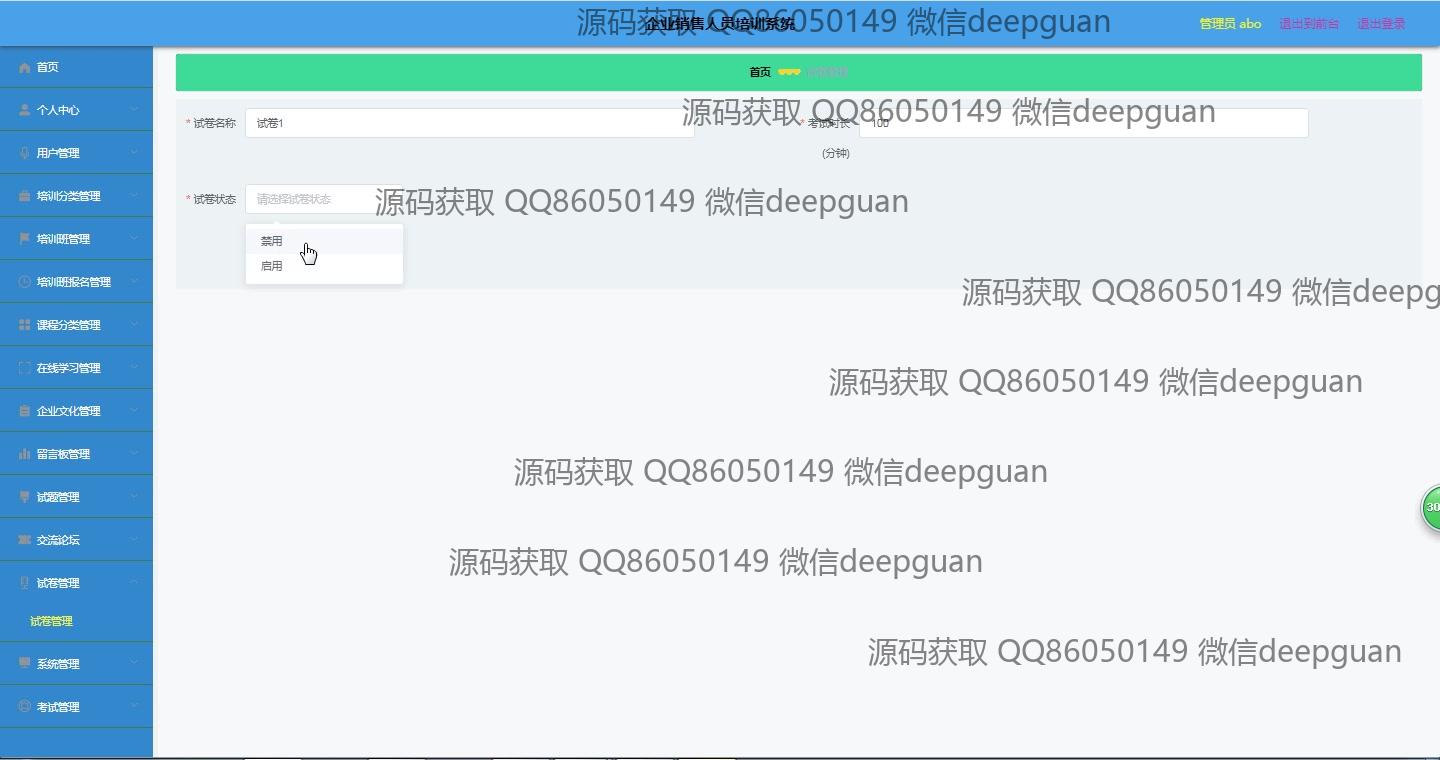 企业销售人员培训系统
源码获取 QQ86050149 微信deepguan
管理员 abo
退出到前台
退出登录
首页
个人中心
用户管理
培训分类管理
培训班管理
培训班报名管理
课程分类管理
在线学习管理
企业文化管理
留言板管理
试题管理
交流论坛
试卷管理
试卷管理
系统管理
考试管理
首页
试卷管理
源码获取 QQ86050149 微信deepguan
* 试卷名称
试卷1
* 考试时长
(分钟)
100
源码获取 QQ86050149 微信deepguan
* 试卷状态
请选择试卷状态
禁用
启用
源码获取 QQ86050149 微信deepg
源码获取 QQ86050149 微信deepguan
源码获取 QQ86050149 微信deepguan
30
源码获取 QQ86050149 微信deepguan
源码获取 QQ86050149 微信deepguan